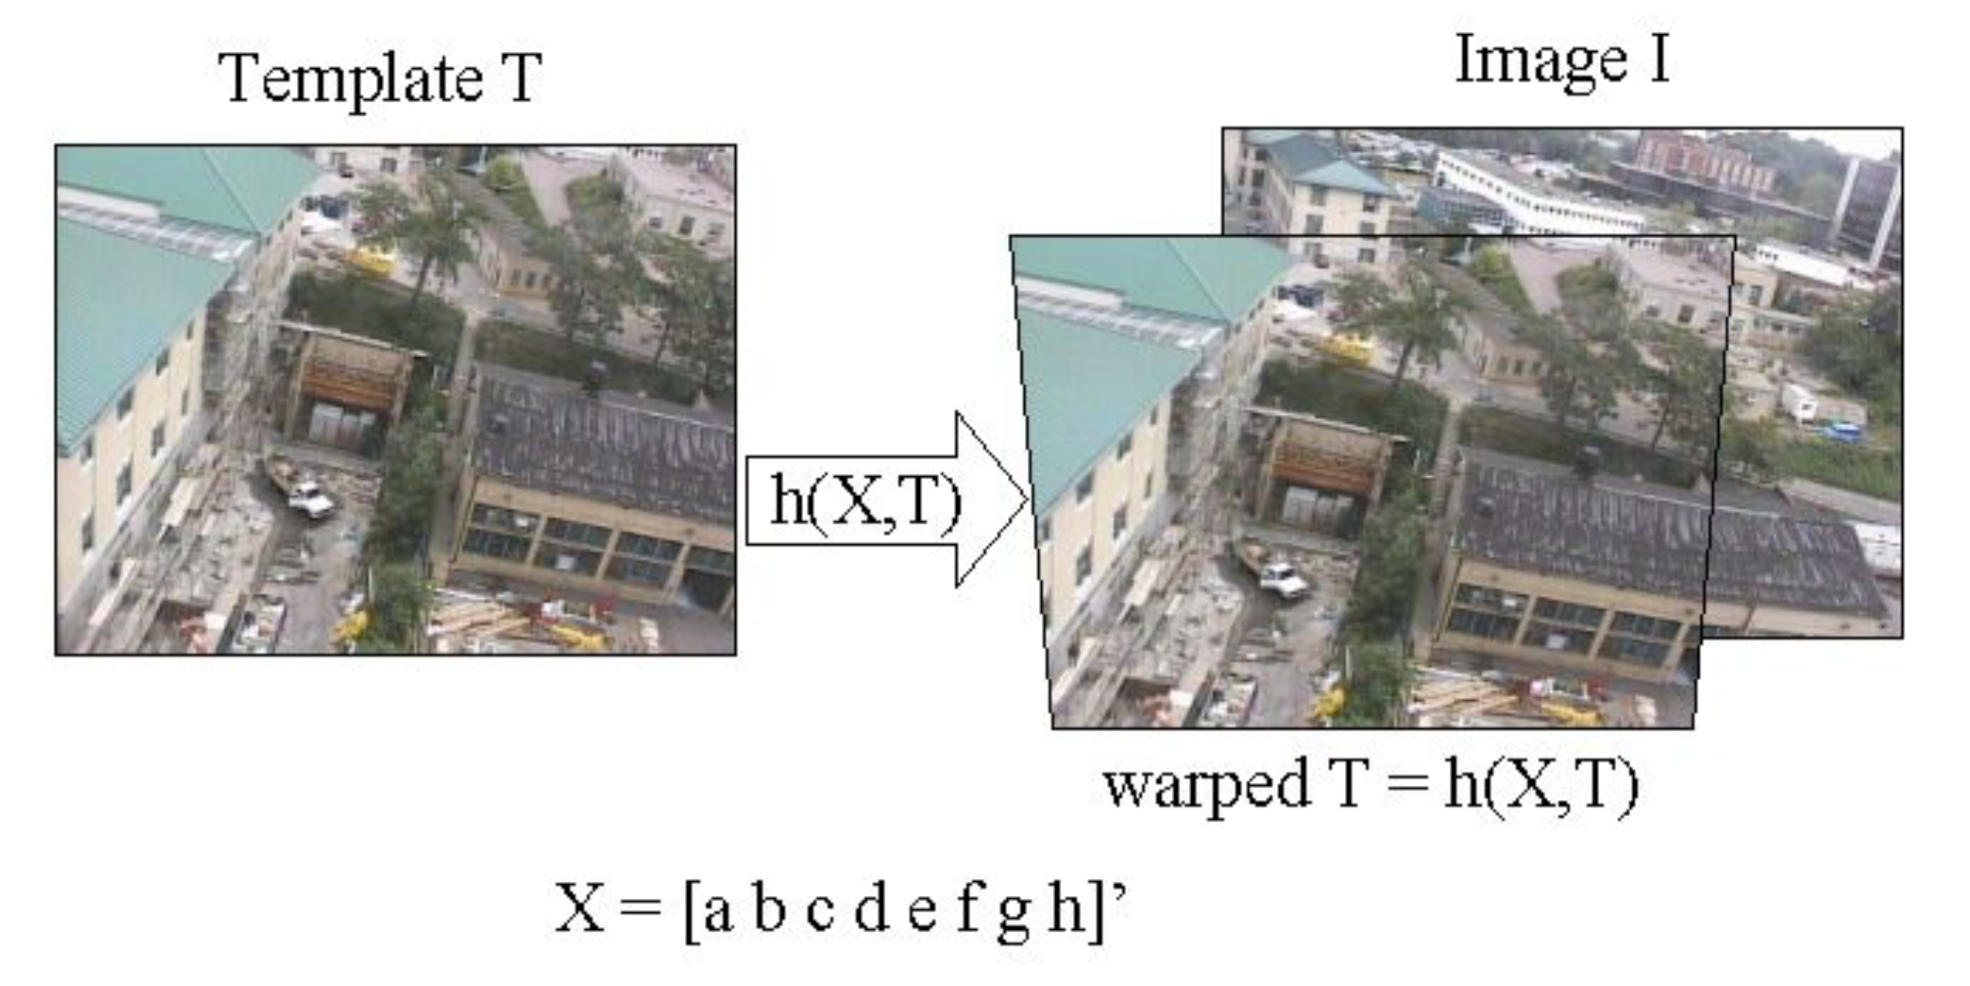 Template T
Image I
h(X,T)
warped T = h(X,T)
X = [a b c d e f g h]’